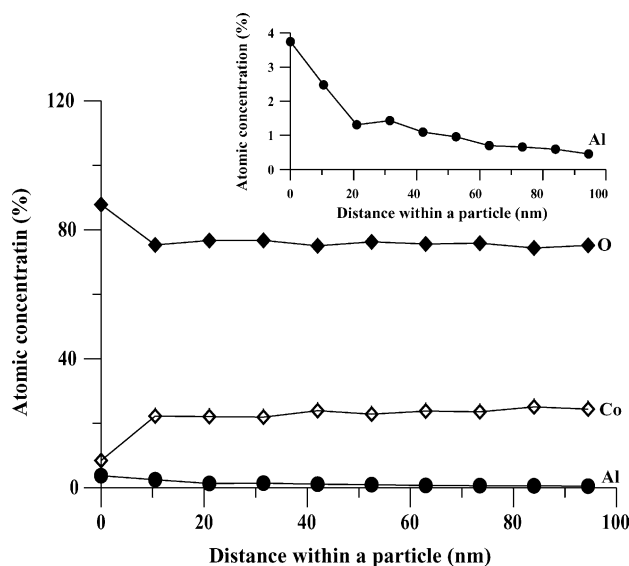 4
3
2
1
0
Atomic concentration (%)
Al
0 20 40 60 80 100
Distance within a particle (nm)
120
80
40
0
Atomic concentratin (%)
O
Co
Al
0 20 40 60 80 100
Distance within a particle (nm)